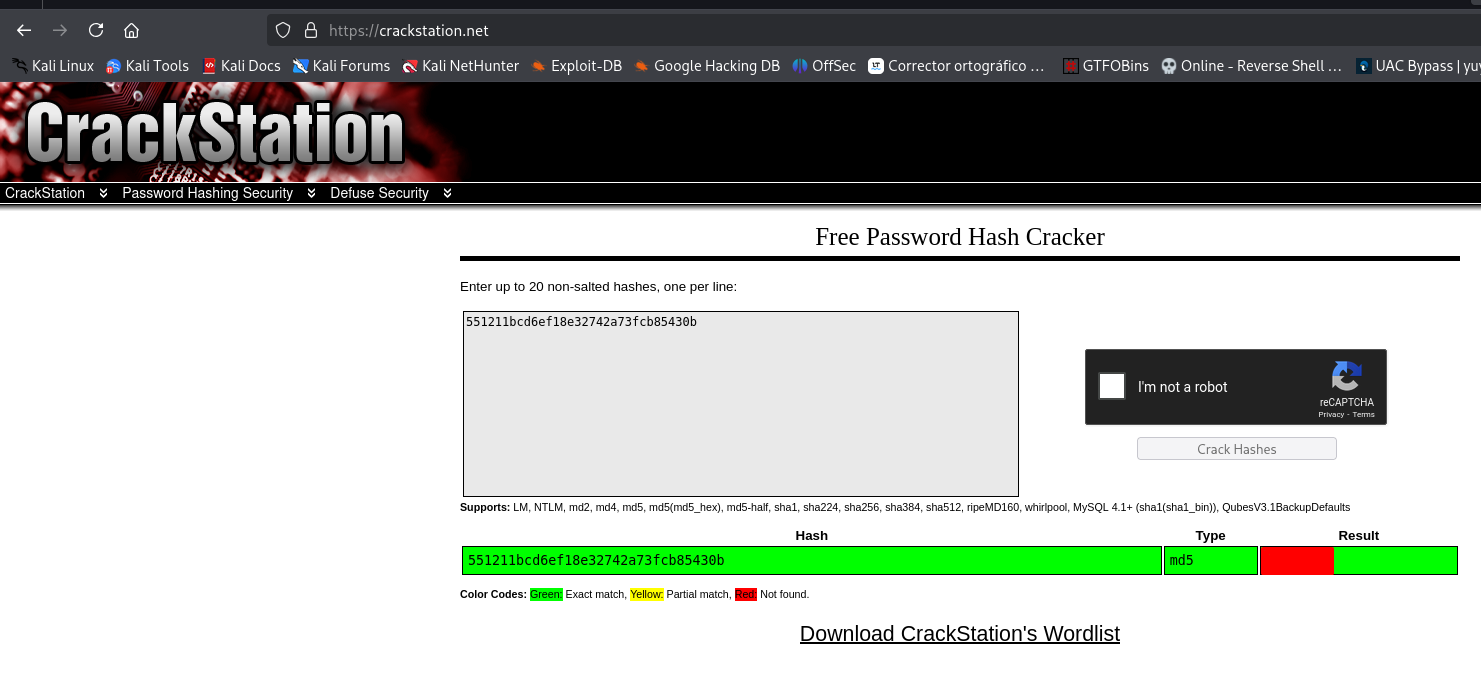 https://crackstation.net
Kali Linux Kali Tools Kali Docs Kali Forums Kali NetHunter Exploit-DB Google Hacking DB OffSec Corrector ortográfico … GTFOBins Online - Reverse Shell … UAC Bypass | yuv
CrackStation
CrackStation Password Hashing Security Defuse Security
Free Password Hash Cracker
Enter up to 20 non-salted hashes, one per line:
551211bcd6ef18e32742a73fcb85430b
I'm not a robot
reCAPTCHA
Privacy - Terms
Crack Hashes
Supports: LM, NTLM, md2, md4, md5, md5(md5_hex), md5-half, sha1, sha224, sha256, sha384, sha512, ripeMD160, whirlpool, MySQL 4.1+ (sha1(sha1_bin)), QubesV3.1BackupDefaults
Hash Type Result
551211bcd6ef18e32742a73fcb85430b md5
Color Codes: Green: Exact match, Yellow: Partial match, Red: Not found.
Download CrackStation's Wordlist